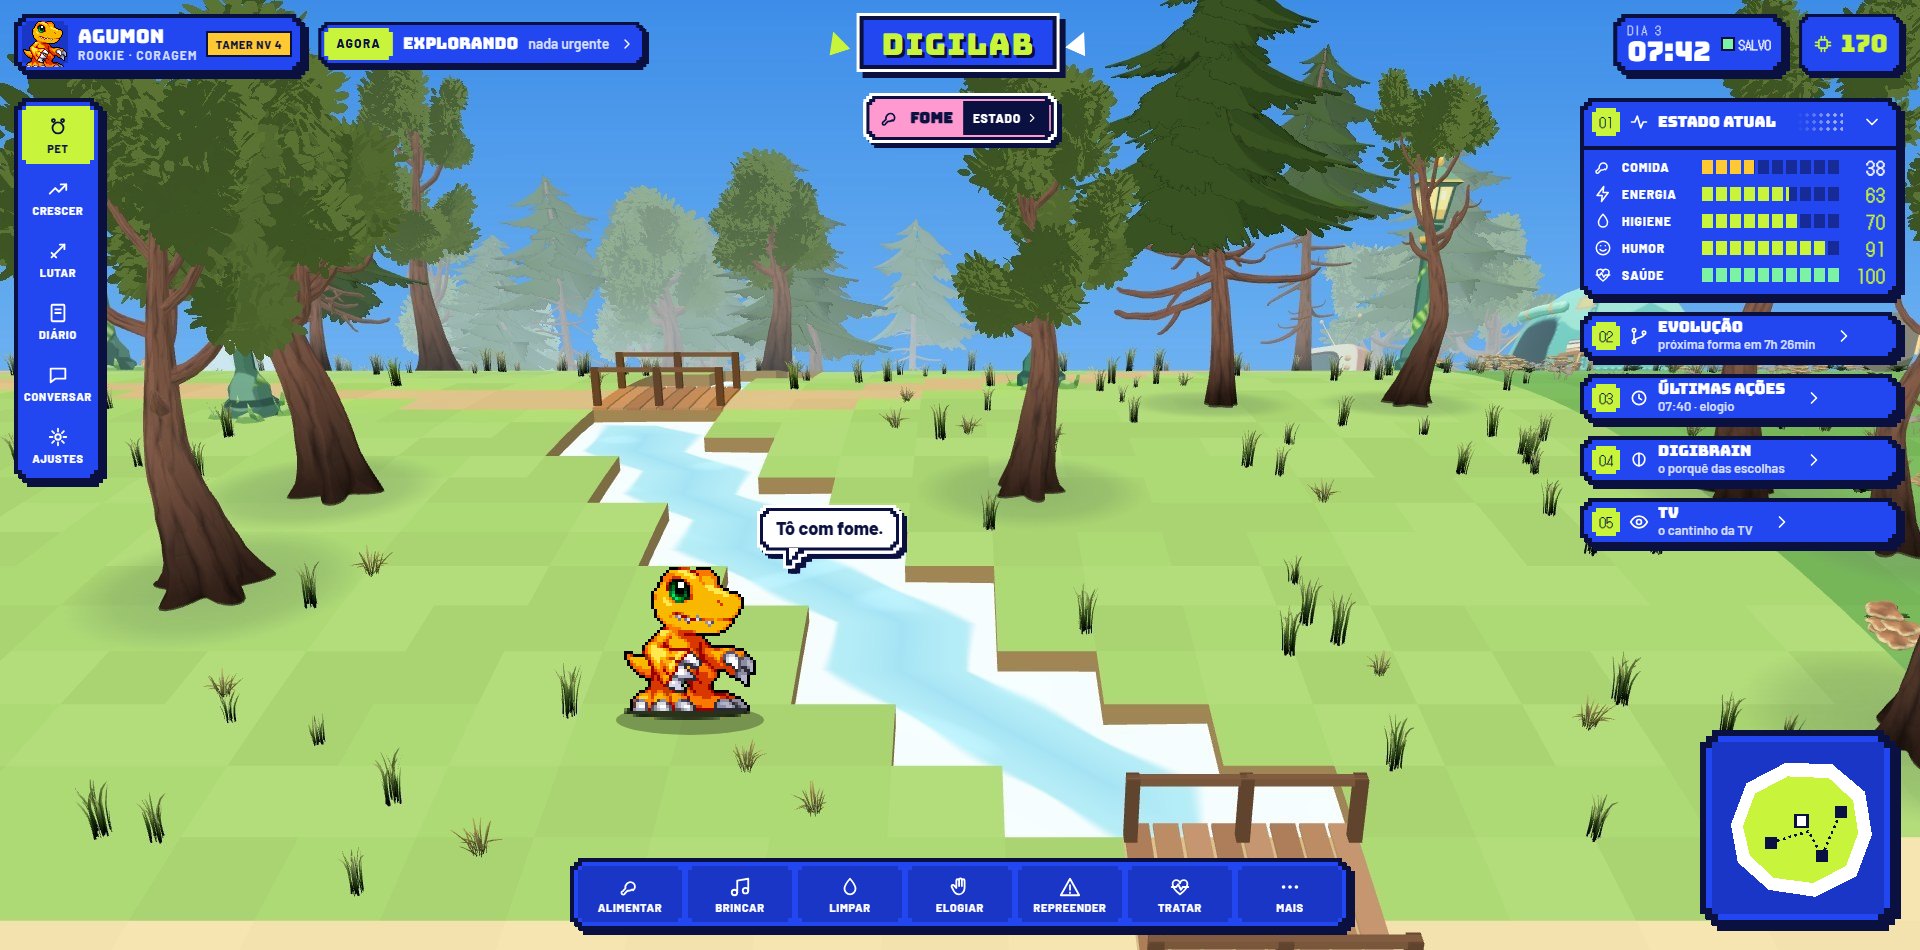 AGUMON
ROOKIE · CORAGEM
TAMER NV 4
AGORA
EXPLORANDO nada urgente
DIGILAB
FOME
ESTADO
DIA 3
07:42
SALVO
170
PET
CRESCER
LUTAR
DIÁRIO
CONVERSAR
AJUSTES
01 ESTADO ATUAL
COMIDA 38
ENERGIA 63
HIGIENE 70
HUMOR 91
SAÚDE 100
02 EVOLUÇÃO
próxima forma em 7h 26min
03 ÚLTIMAS AÇÕES
07:40 · elogio
04 DIGIBRAIN
o porquê das escolhas
05 TV
o cantinho da TV
Tô com fome.
ALIMENTAR
BRINCAR
LIMPAR
ELOGIAR
REPREENDER
TRATAR
MAIS